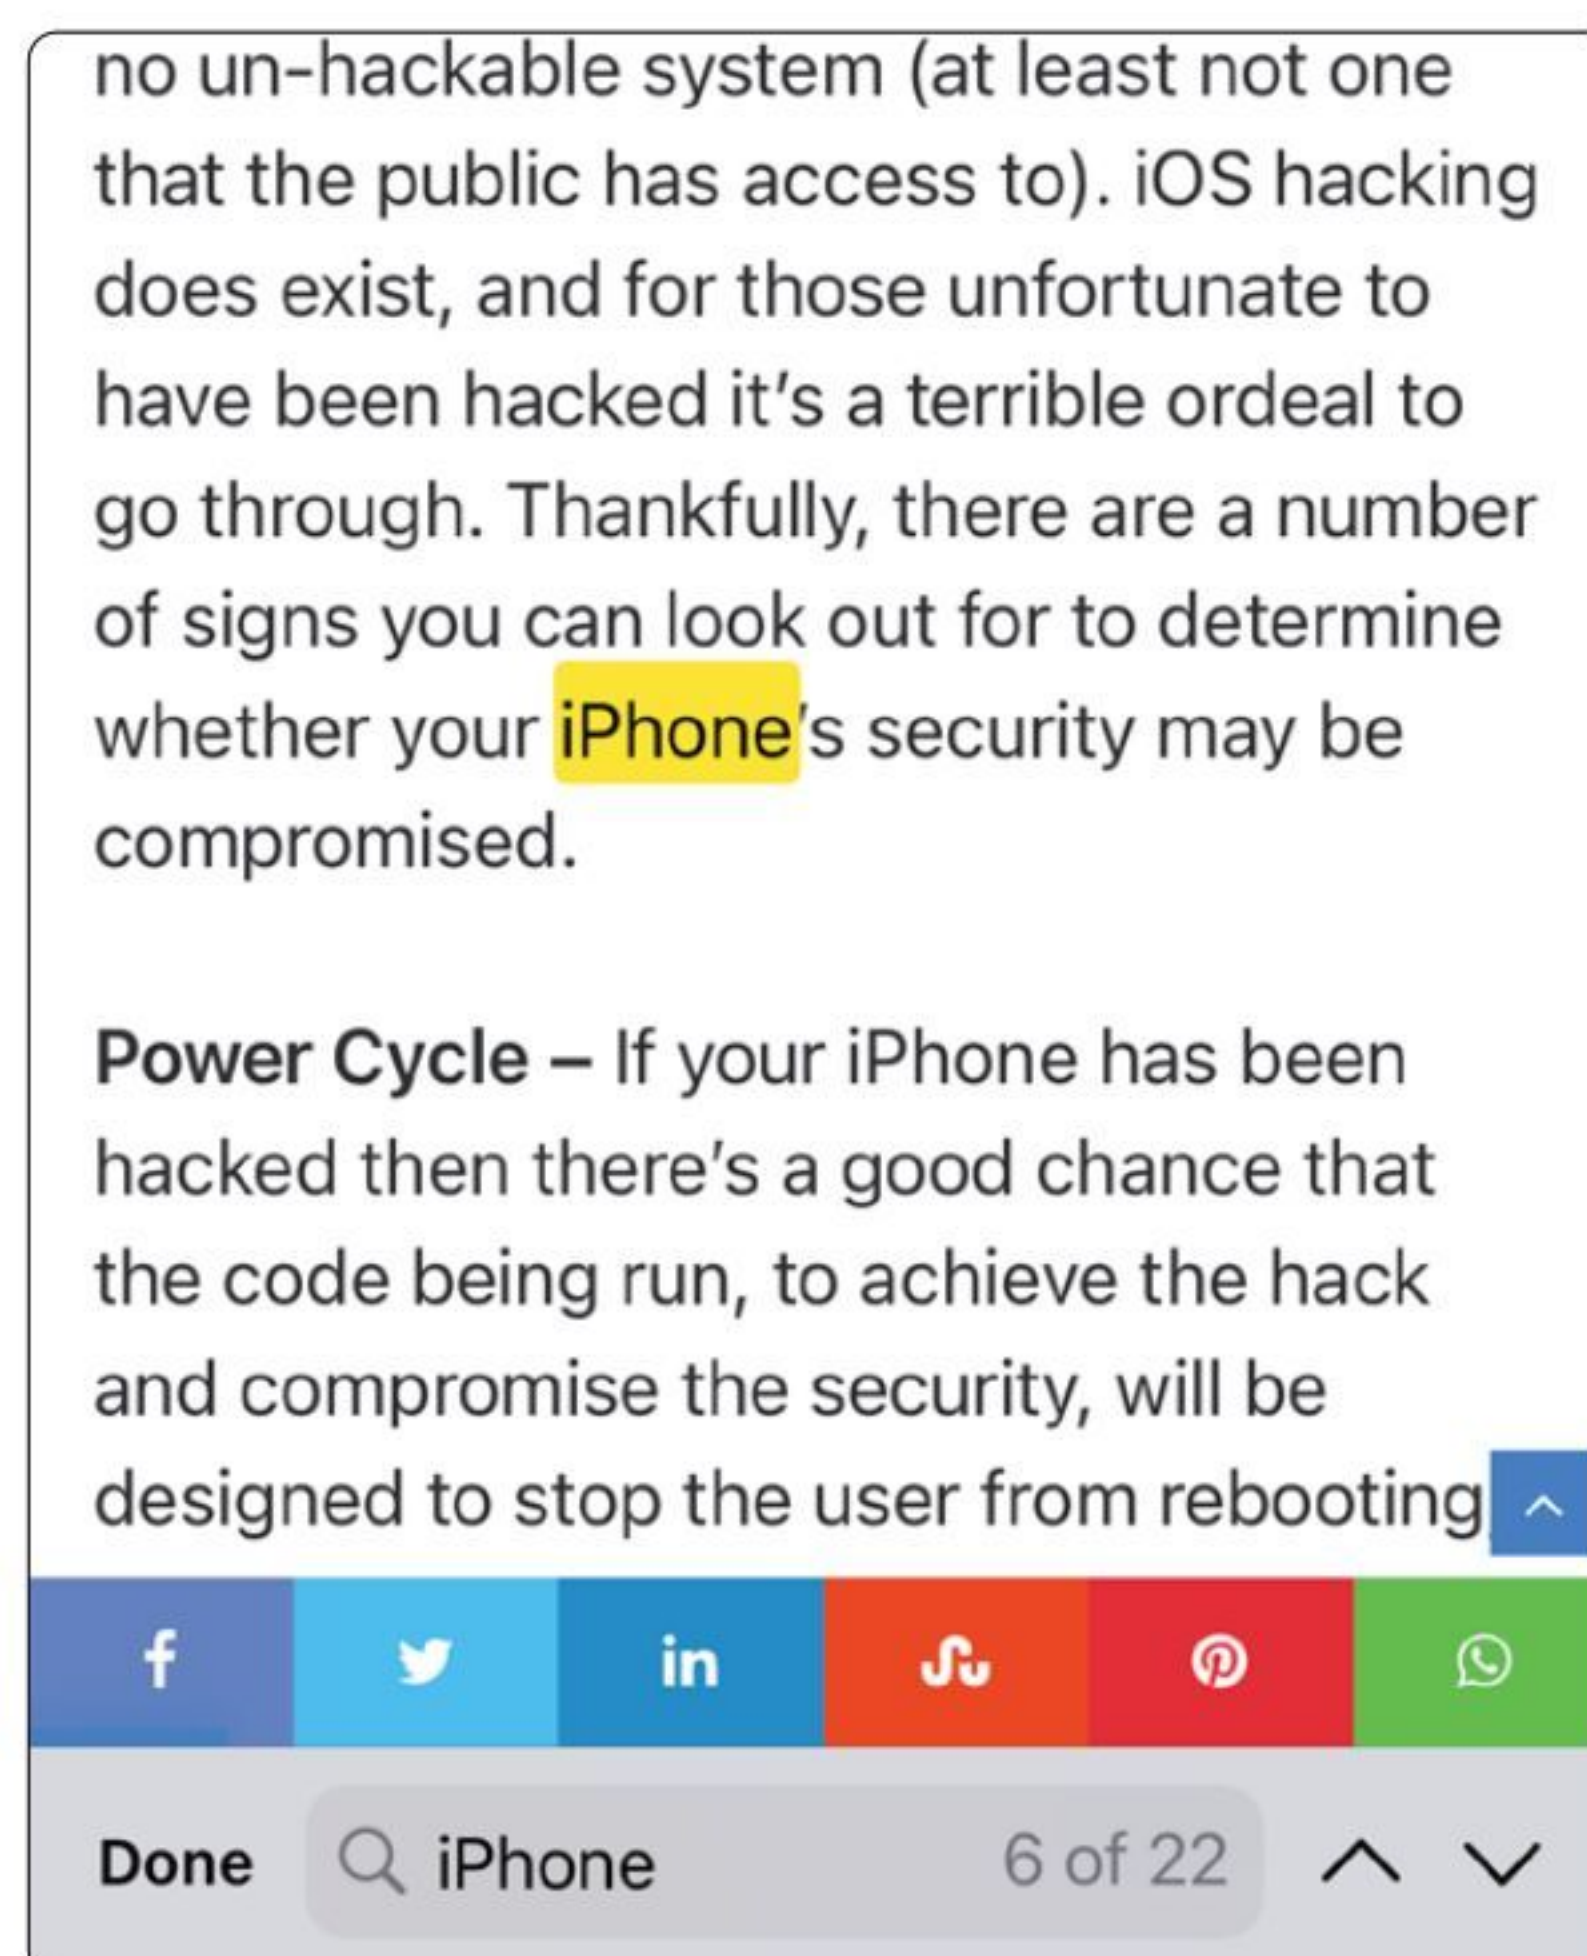 no un-hackable system (at least not one
that the public has access to). iOS hacking
does exist, and for those unfortunate to
have been hacked it’s a terrible ordeal to
go through. Thankfully, there are a number
of signs you can look out for to determine
whether your iPhone’s security may be
compromised.
Power Cycle – If your iPhone has been
hacked then there’s a good chance that
the code being run, to achieve the hack
and compromise the security, will be
designed to stop the user from rebooting
f in
Done iPhone 6 of 22